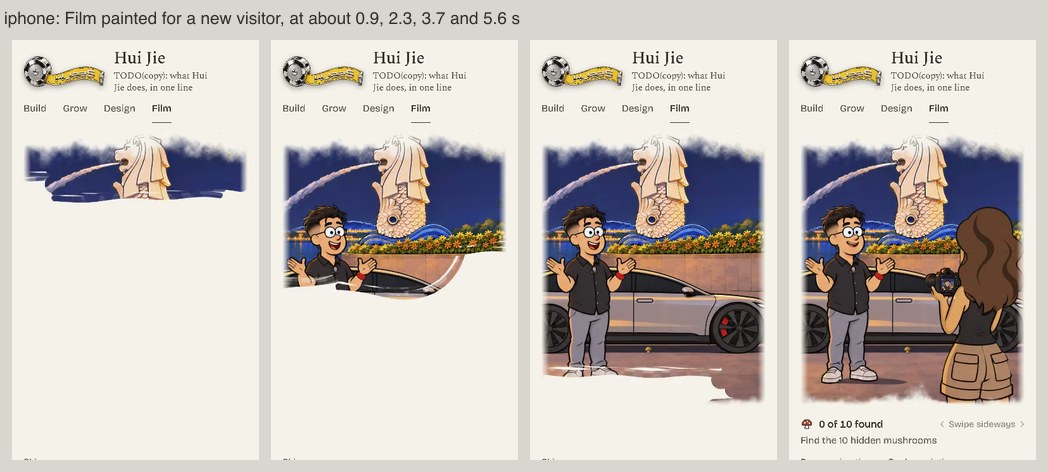 iphone: Film painted for a new visitor, at about 0.9, 2.3, 3.7 and 5.6 s
Hui Jie
TODO(copy): what Hui
Jie does, in one line
Build Grow Design Film
Hui Jie
TODO(copy): what Hui
Jie does, in one line
Build Grow Design Film
Hui Jie
TODO(copy): what Hui
Jie does, in one line
Build Grow Design Film
Hui Jie
TODO(copy): what Hui
Jie does, in one line
Build Grow Design Film
0 of 10 found
Swipe sideways
Find the 10 hidden mushrooms